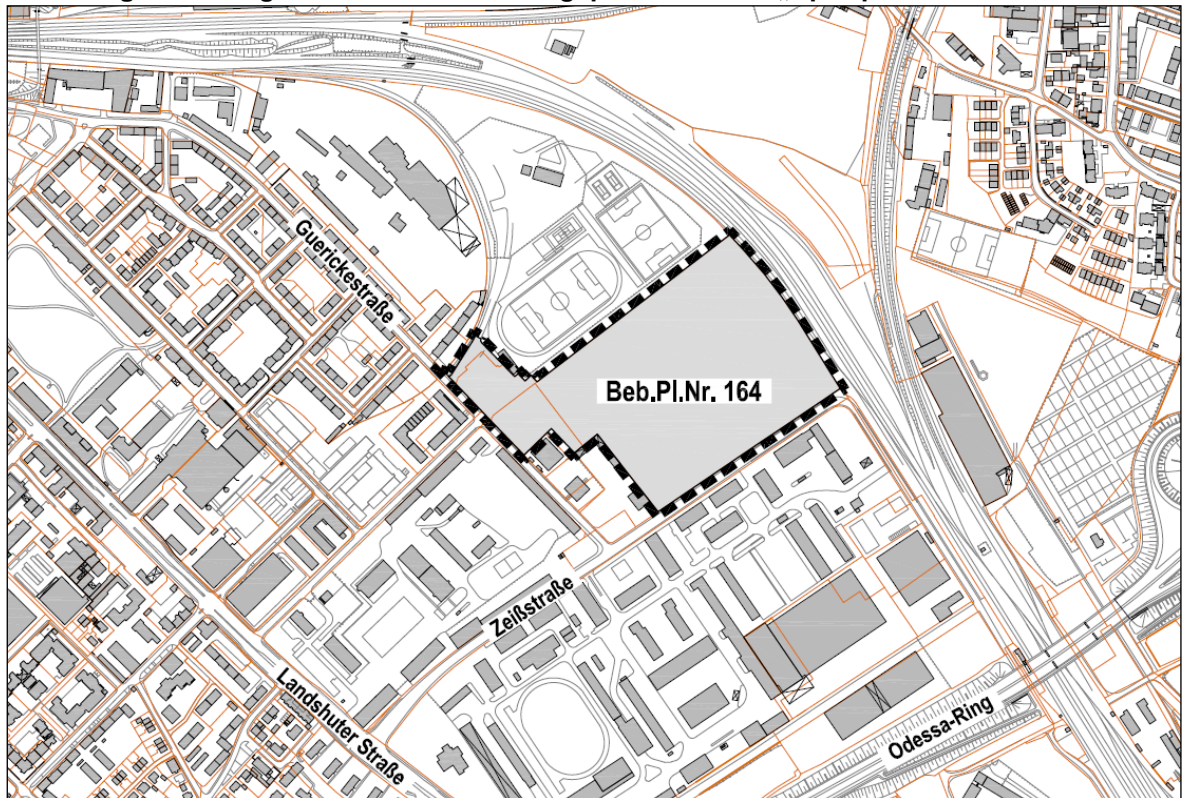 Guerickestraße
Beb.Pl.Nr. 164
Zeißstraße
Landshuter Straße
Odessa-Ring